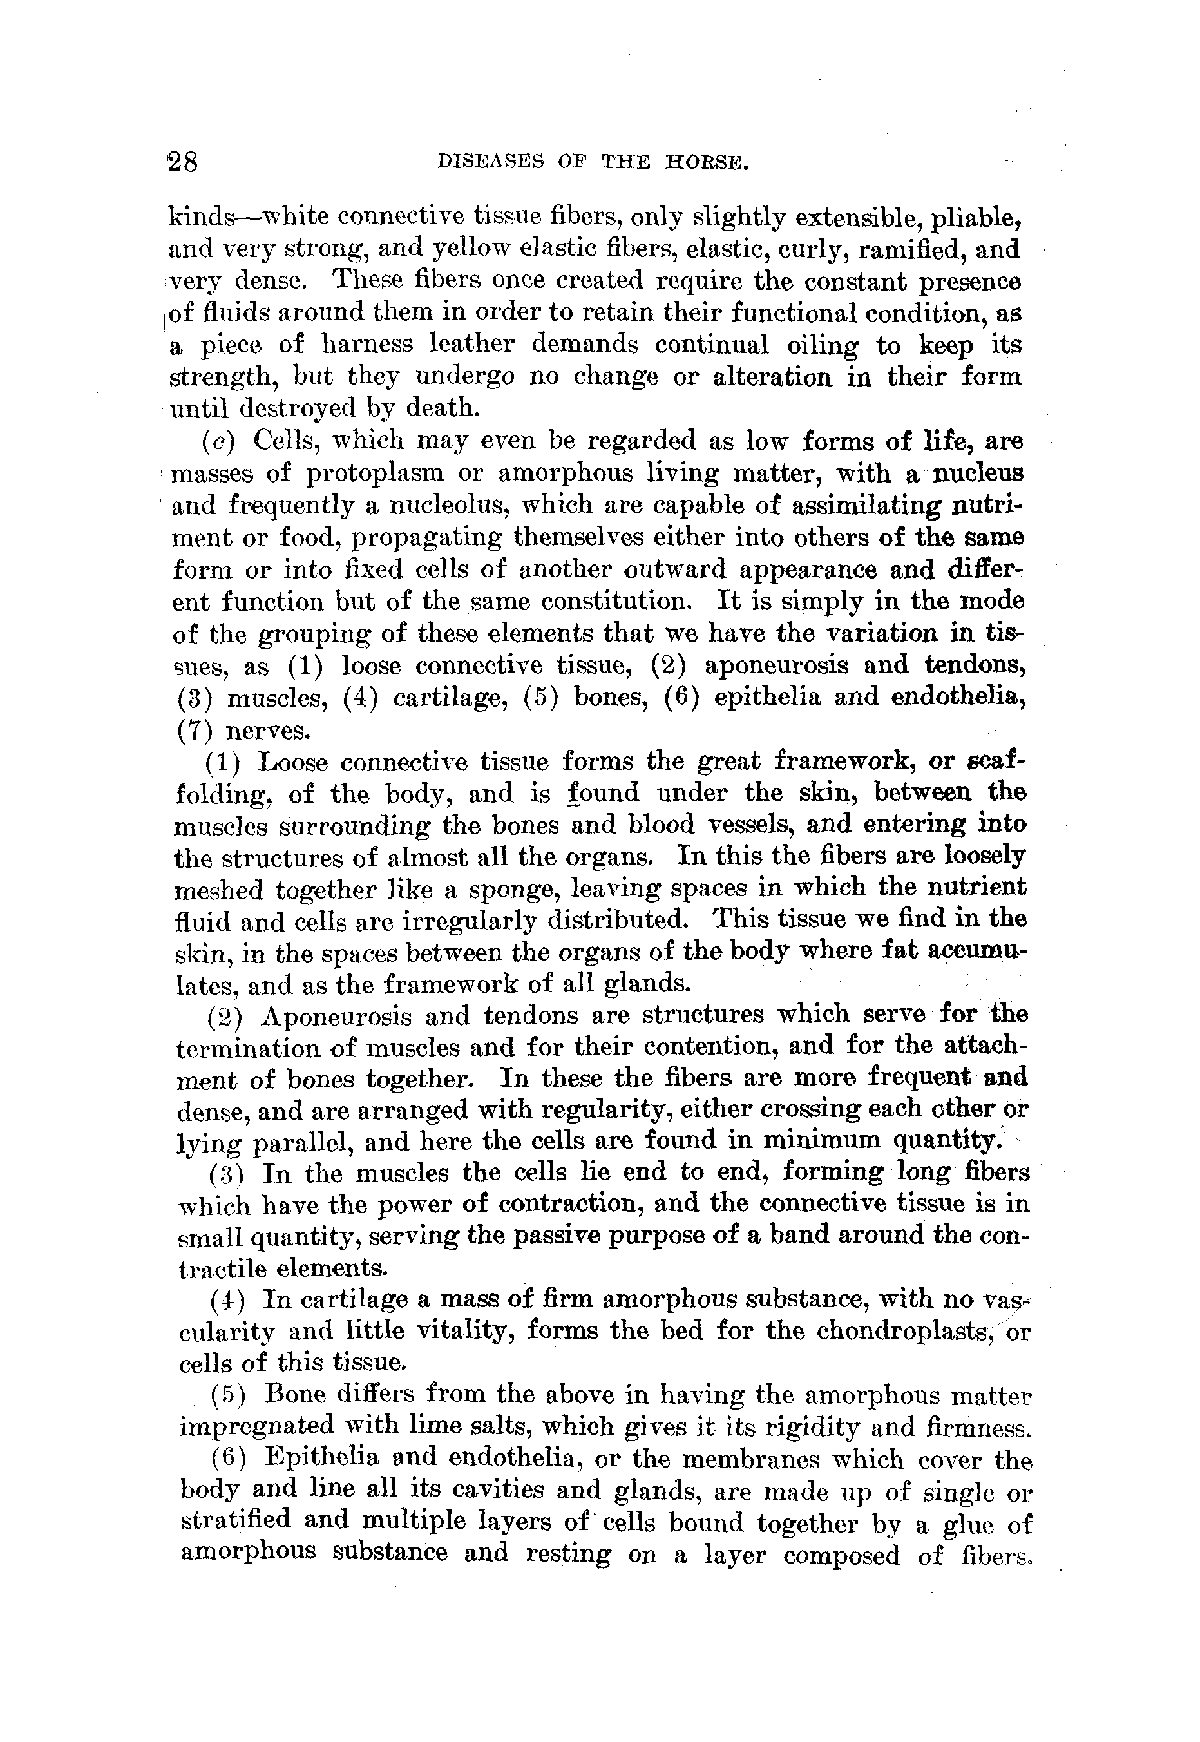 28 DISEASES OF THE HORSE.
kinds—white connective tissue fibers, only slightly extensible, pliable,
and very strong, and yellow elastic fibers, elastic, curly, ramified, and
very dense. These fibers once created require the constant presence
of fluids around them in order to retain their functional condition, as
a piece of harness leather demands continual oiling to keep its
strength, but they undergo no change or alteration in their form
until destroyed by death.
(c) Cells, which may even be regarded as low forms of life, are
masses of protoplasm or amorphous living matter, with a nucleus
and frequently a nucleolus, which are capable of assimilating nutri-
ment or food, propagating themselves either into others of the same
form or into fixed cells of another outward appearance and differ-
ent function but of the same constitution. It is simply in the mode
of the grouping of these elements that we have the variation in tis-
sues, as (1) loose connective tissue, (2) aponeurosis and tendons,
(3) muscles, (4) cartilage, (5) bones, (6) epithelia and endothelia,
(7) nerves.
(1) Loose connective tissue forms the great framework, or scaf-
folding, of the body, and is found under the skin, between the
muscles surrounding the bones and blood vessels, and entering into
the structures of almost all the organs. In this the fibers are loosely
meshed together like a sponge, leaving spaces in which the nutrient
fluid and cells are irregularly distributed. This tissue we find in the
skin, in the spaces between the organs of the body where fat accumu-
lates, and as the framework of all glands.
(2) Aponeurosis and tendons are structures which serve for the
termination of muscles and for their contention, and for the attach-
ment of bones together. In these the fibers are more frequent and
dense, and are arranged with regularity, either crossing each other or
lying parallel, and here the cells are found in minimum quantity.
(3) In the muscles the cells lie end to end, forming long fibers
which have the power of contraction, and the connective tissue is in
small quantity, serving the passive purpose of a band around the con-
tractile elements.
(4) In cartilage a mass of firm amorphous substance, with no vas-
cularity and little vitality, forms the bed for the chondroplasts, or
cells of this tissue.
(5) Bone differs from the above in having the amorphous matter
impregnated with lime salts, which gives it its rigidity and firmness.
(6) Epithelia and endothelia, or the membranes which cover the
body and line all its cavities and glands, are made up of single or
stratified and multiple layers of cells bound together by a glue of
amorphous substance and resting on a layer composed of fibers.